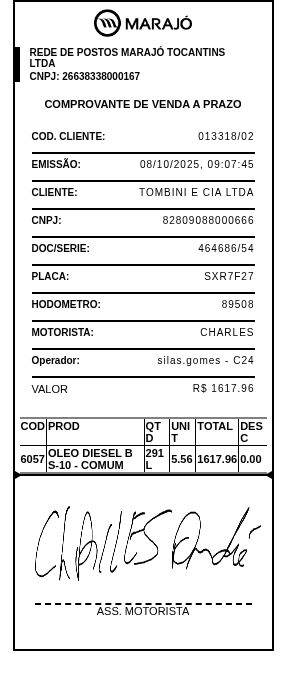 MARAJÓ
REDE DE POSTOS MARAJÓ TOCANTINS
LTDA
CNPJ: 26638338000167
COMPROVANTE DE VENDA A PRAZO
COD. CLIENTE: 013318/02
EMISSÃO: 08/10/2025, 09:07:45
CLIENTE: TOMBINI E CIA LTDA
CNPJ: 82809088000666
DOC/SERIE: 464686/54
PLACA: SXR7F27
HODOMETRO: 89508
MOTORISTA: CHARLES
Operador: silas.gomes - C24
VALOR R$ 1617.96
COD PROD QTD UNIT TOTAL DESC
6057 OLEO DIESEL B S-10 - COMUM 291 L 5.56 1617.96 0.00
CHARLES André
ASS. MOTORISTA